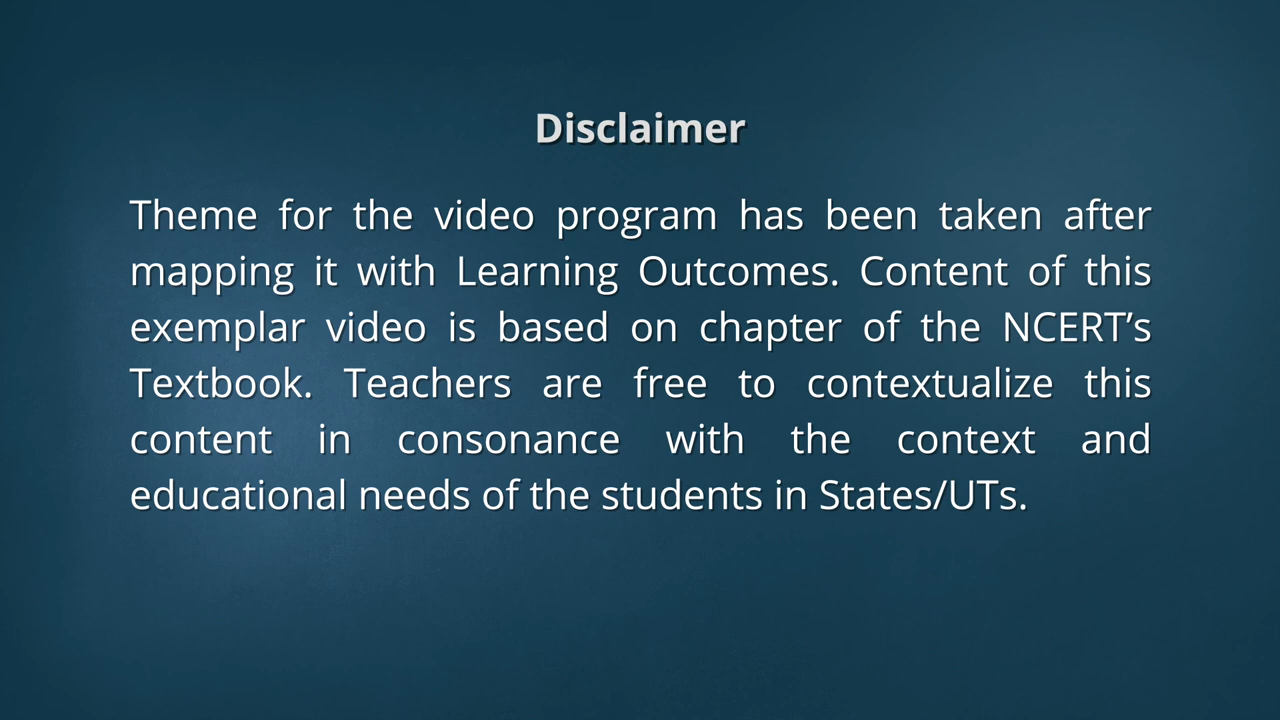 Disclaimer
Theme for the video program has been taken after
mapping it with Learning Outcomes. Content of this
exemplar video is based on chapter of the NCERT’s
Textbook. Teachers are free to contextualize this
content in consonance with the context and
educational needs of the students in States/UTs.